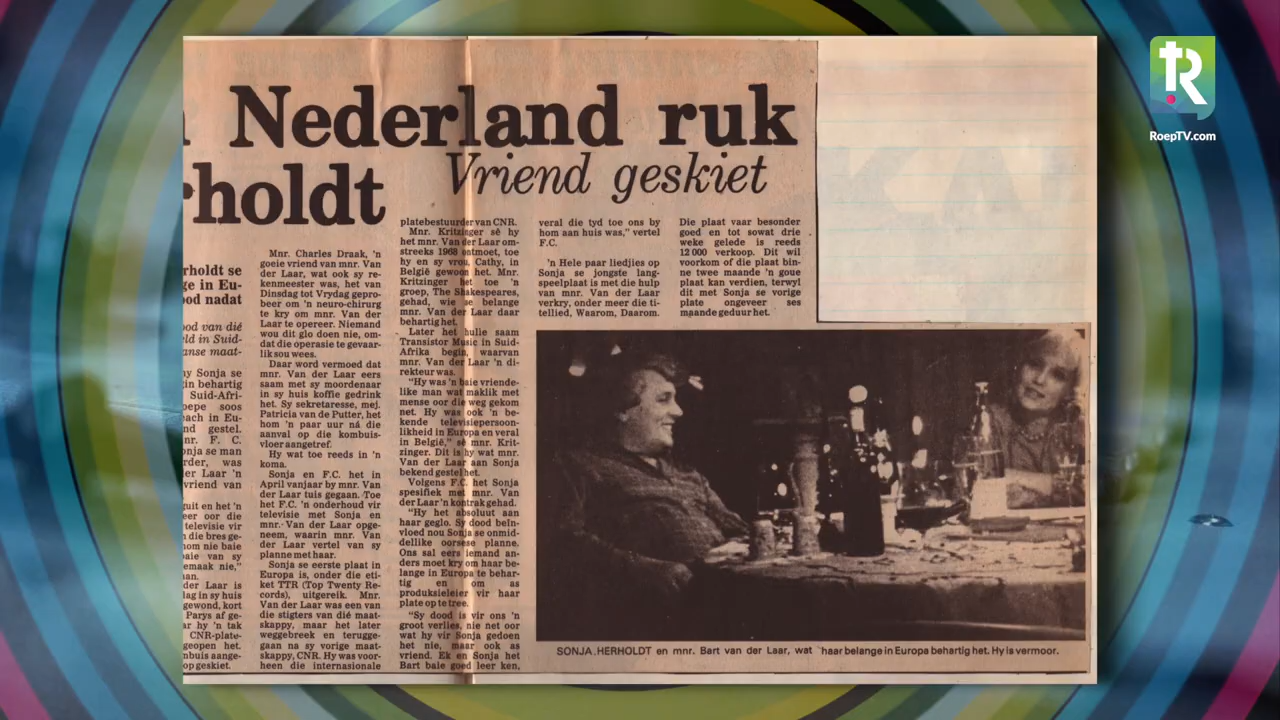 Nederland ruk
rholdt
Vriend geskiet
rholdt se
ge in Eu-
ood nadat
ood van dié
eld in Suid-
anse maat-
ny Sonja se
tin behartig
Suid-Afri-
oepe soos
ach in Eu-
nd gestel.
nr. F. C.
onja se man
rder, was
er Laar 'n
vriend van
guit en het 'n
eer oor die
televisie vir
n die bres ge-
nom nie baie
baie van sy
emaak nie,"
an.
der Laar is
lag in sy huis
gewond, kort
Parys af ge-
ar hy 'n tak
CNR-plate-
geopen het.
mbuis aange-
op geskiet.
Mnr. Charles Draak, 'n
goeie vriend van mnr. Van
der Laar, wat ook sy re-
kenmeester was, het van
Dinsdag tot Vrydag gepro-
beer om 'n neuro-chirurg
te kry om mnr. Van der
Laar te opereer. Niemand
wou dit glo doen nie, om-
dat die operasie te gevaar-
lik sou wees.
Daar word vermoed dat
mnr. Van der Laar eers
saam met sy moordenaar
in sy huis koffie gedrink
het. Sy sekretaresse, mej.
Patricia van de Putter, het
hom 'n paar uur ná die
aanval op die kombuis-
vloer aangetref.
Hy wat toe reeds in 'n
koma.
Sonja en F.C. het in
April vanjaar by mnr. Van
der Laar tuis gegaan. Toe
het F.C. 'n onderhoud vir
televisie met Sonja en
mnr. Van der Laar opge-
neem, waarin mnr. Van
der Laar vertel van sy
planne met haar.
Sonja se eerste plaat in
Europa is, onder die eti-
ket TTR (Top Twenty Re-
cords), uitgereik. Mnr.
Van der Laar was een van
die stigters van dié maat-
skappy, maar het later
weggebreek en terugge-
gaan na sy vorige maat-
skappy, CNR. Hy was voor-
heen die internasionale
platebestuurder van CNR.
Mnr. Kritzinger sê hy
het mnr. Van der Laar om-
streeks 1968 ontmoet, toe
hy en sy vrou, Cathy, in
België gewoon het. Mnr.
Kritzinger het toe 'n
groep, The Shakespeares,
gehad, wie se belange
mnr. Van der Laar daar
behartig het.
Later het hulle saam
Transistor Music in Suid-
Afrika begin, waarvan
mnr. Van der Laar 'n di-
rekteur was.
"Hy was 'n baie vriende-
like man wat maklik met
mense oor die weg gekom
net. Hy was ook 'n be-
kende televisiepersoon-
likheid in Europa en veral
in België," sê mnr. Krit-
zinger. Dit is hy wat mnr.
Van der Laar aan Sonja
bekend gestel het.
Volgens F.C. het Sonja
spesifiek met mnr. Van
der Laar 'n kontrak gehad.
"Hy het absoluut aan
haar geglo. Sy dood beïn-
vloed nou Sonja se onmid-
dellike oorsese planne.
Ons sal eers iemand an-
ders moet kry om haar be-
lange in Europa te behar-
tig en om as
produksieleier vir haar
plate op te tree.
"Sy dood is vir ons 'n
groot verlies, nie net oor
wat hy vir Sonja gedoen
het nie, maar ook as
vriend. Ek en Sonja het
Bart baie goed leer ken,
veral die tyd toe ons by
hom aan huis was," vertel
F.C.
'n Hele paar liedjies op
Sonja se jongste lang-
speelplaat is met die hulp
van mnr. Van der Laar
verkry, onder meer die ti-
tellied, Waarom, Daarom.
Die plaat vaar besonder
goed en tot sowat drie
weke gelede is reeds
12 000 verkoop. Dit wil
voorkom of die plaat bin-
ne twee maande 'n goue
plaat kan verdien, terwyl
dit met Sonja se vorige
plate ongeveer ses
maande geduur het.
SONJA HERHOLDT en mnr. Bart van der Laar, wat haar belange in Europa behartig het. Hy is vermoor.
RoepTV.com